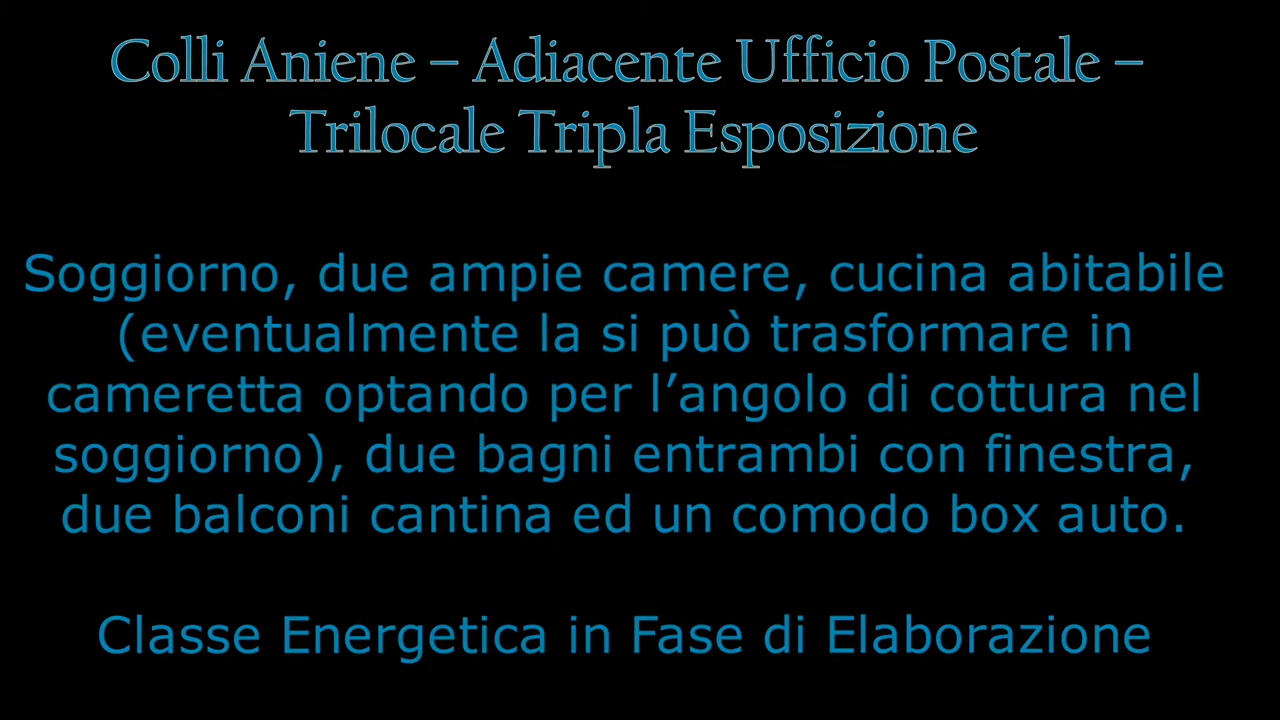 Colli Aniene – Adiacente Ufficio Postale –
Trilocale Tripla Esposizione
Soggiorno, due ampie camere, cucina abitabile
(eventualmente la si può trasformare in
cameretta optando per l’angolo di cottura nel
soggiorno), due bagni entrambi con finestra,
due balconi cantina ed un comodo box auto.
Classe Energetica in Fase di Elaborazione